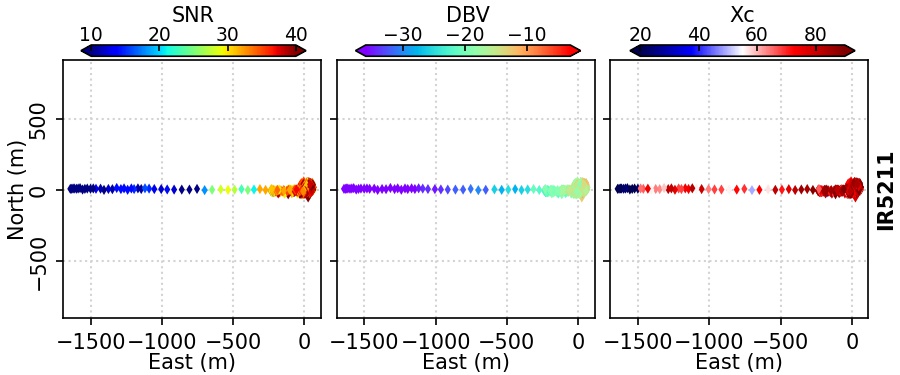 SNR DBV Xc
10 20 30 40 −30 −20 −10 20 40 60 80
500
0
−500
North (m)
IR5211
−1500 −1000 −500 0 −1500 −1000 −500 0 −1500 −1000 −500 0
East (m) East (m) East (m)